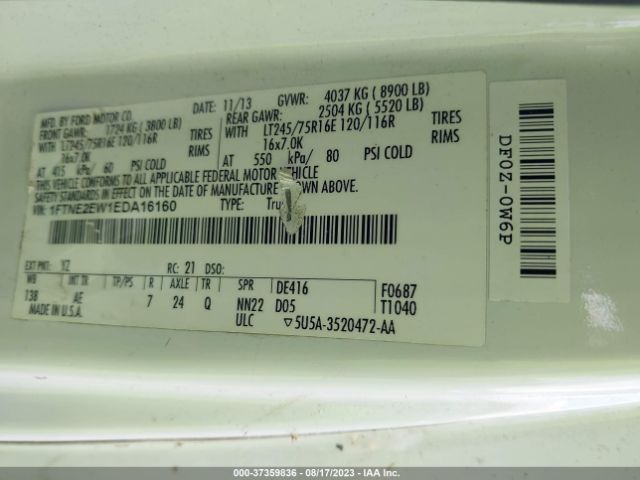 MFD. BY FORD MOTOR CO.
DATE: 11/13
GVWR: 4037 KG ( 8900 LB)
FRONT GAWR: 1724 KG ( 3800 LB)
REAR GAWR: 2504 KG ( 5520 LB)
WITH LT245/75R16E 120/116R TIRES
WITH LT245/75R16E 120/116R TIRES
16x7.0K RIMS
16x7.0K RIMS
AT 415 kPa/ 60 PSI COLD
AT 550 kPa/ 80 PSI COLD
THIS VEHICLE CONFORMS TO ALL APPLICABLE FEDERAL MOTOR VEHICLE
SAFETY STANDARDS IN EFFECT ON THE DATE OF MANUFACTURE SHOWN ABOVE.
VIN: 1FTNE2EW1EDA16160
TYPE:
EXT PNT: YZ RC: 21 DSO:
WB INT TR TP/PS R AXLE TR SPR
138 AE 7 24 Q
DE416 F0687
NN22 D05 T1040
MADE IN U.S.A.
ULC ▽5U5A-3520472-AA
DF0Z-0W6P
000-37359836 - 08/17/2023 - IAA Inc.